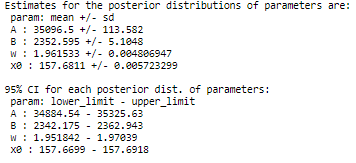 Estimates for the posterior distributions of parameters are:
param: mean +/- sd
A : 35096.5 +/- 113.582
B : 2352.595 +/- 5.1048
w : 1.961533 +/- 0.004806947
x0 : 157.6811 +/- 0.005723299
95% CI for each posterior dist. of parameters:
param: lower_limit - upper_limit
A : 34884.54 - 35325.63
B : 2342.175 - 2362.943
w : 1.951842 - 1.97039
x0 : 157.6699 - 157.6918